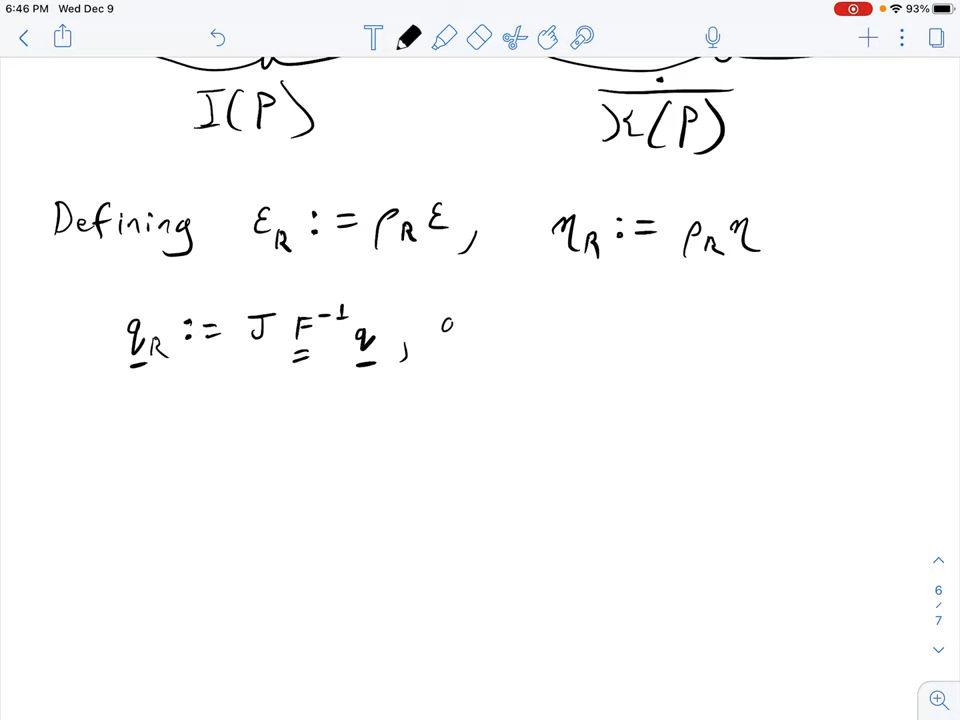 6:46 PM Wed Dec 9 93%
I(P)
(P)
Defining ε_R := ρ_R ε, η_R := ρ_R η
q_R := J F⁻¹ q,
6 / 7